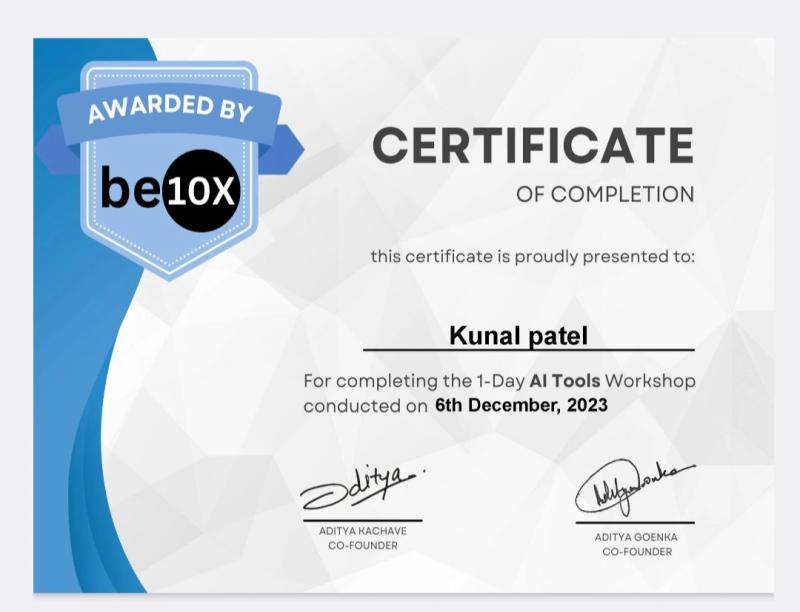 AWARDED BY
be10X
CERTIFICATE
OF COMPLETION
this certificate is proudly presented to:
Kunal patel
For completing the 1-Day AI Tools Workshop
conducted on 6th December, 2023
Aditya
AdityaGoenka
ADITYA KACHAVE
CO-FOUNDER
ADITYA GOENKA
CO-FOUNDER